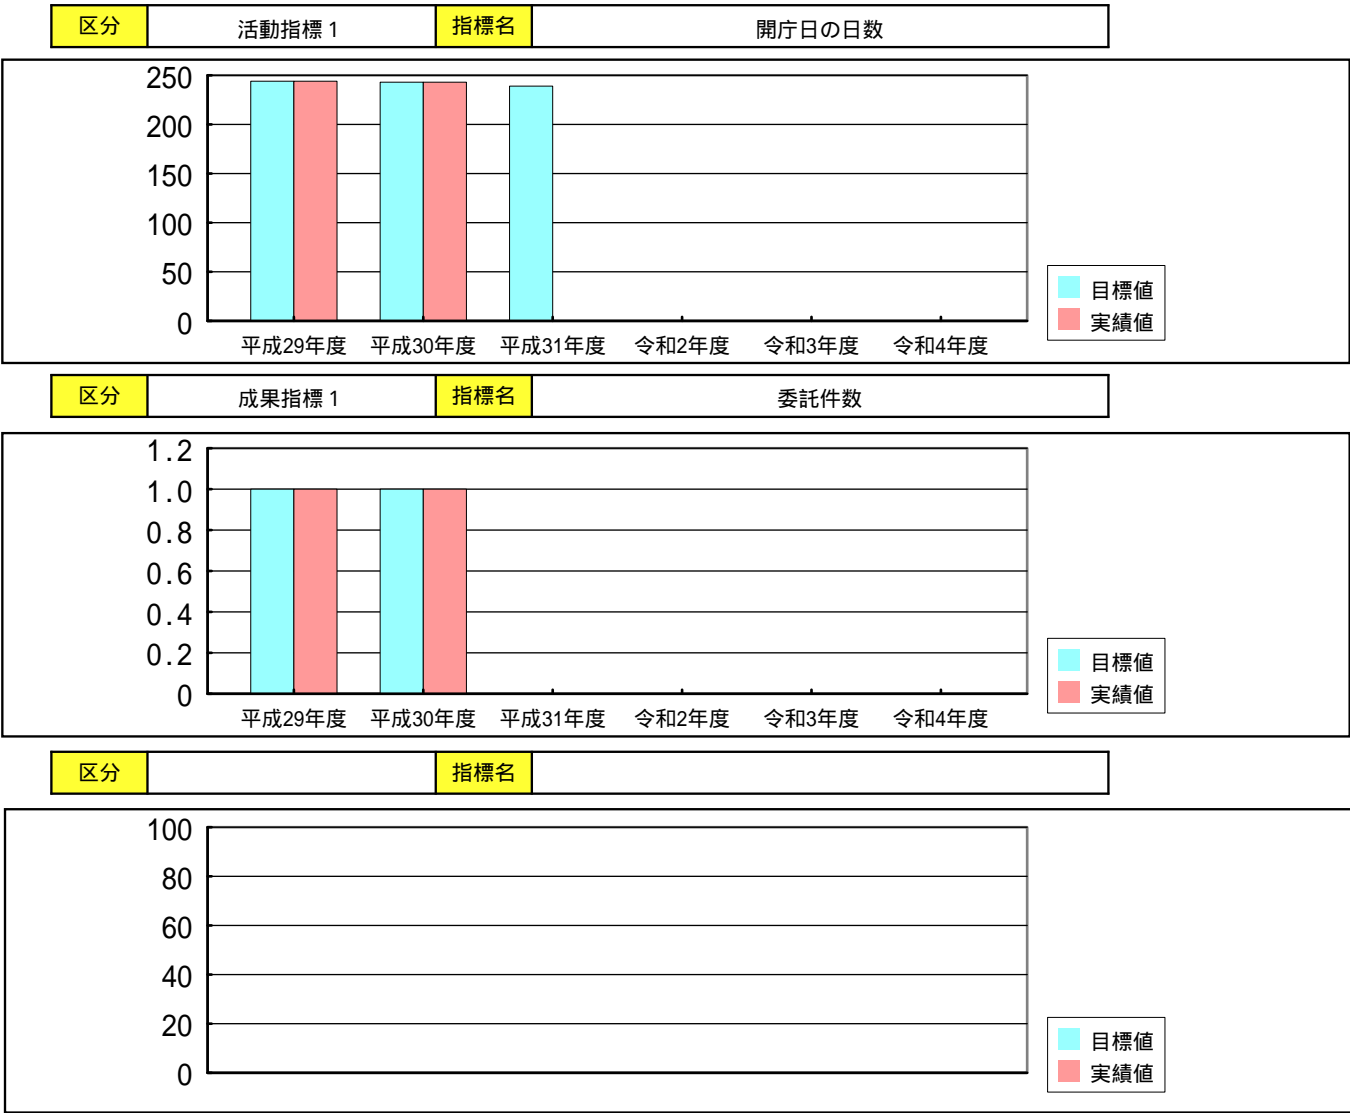 区分 活動指標１ 指標名 開庁日の日数
250
200
150
100
50
0
平成29年度 平成30年度 平成31年度 令和2年度 令和3年度 令和4年度
目標値
実績値
区分 成果指標１ 指標名 委託件数
1.2
1.0
0.8
0.6
0.4
0.2
0
平成29年度 平成30年度 平成31年度 令和2年度 令和3年度 令和4年度
目標値
実績値
区分 指標名
100
80
60
40
20
0
目標値
実績値